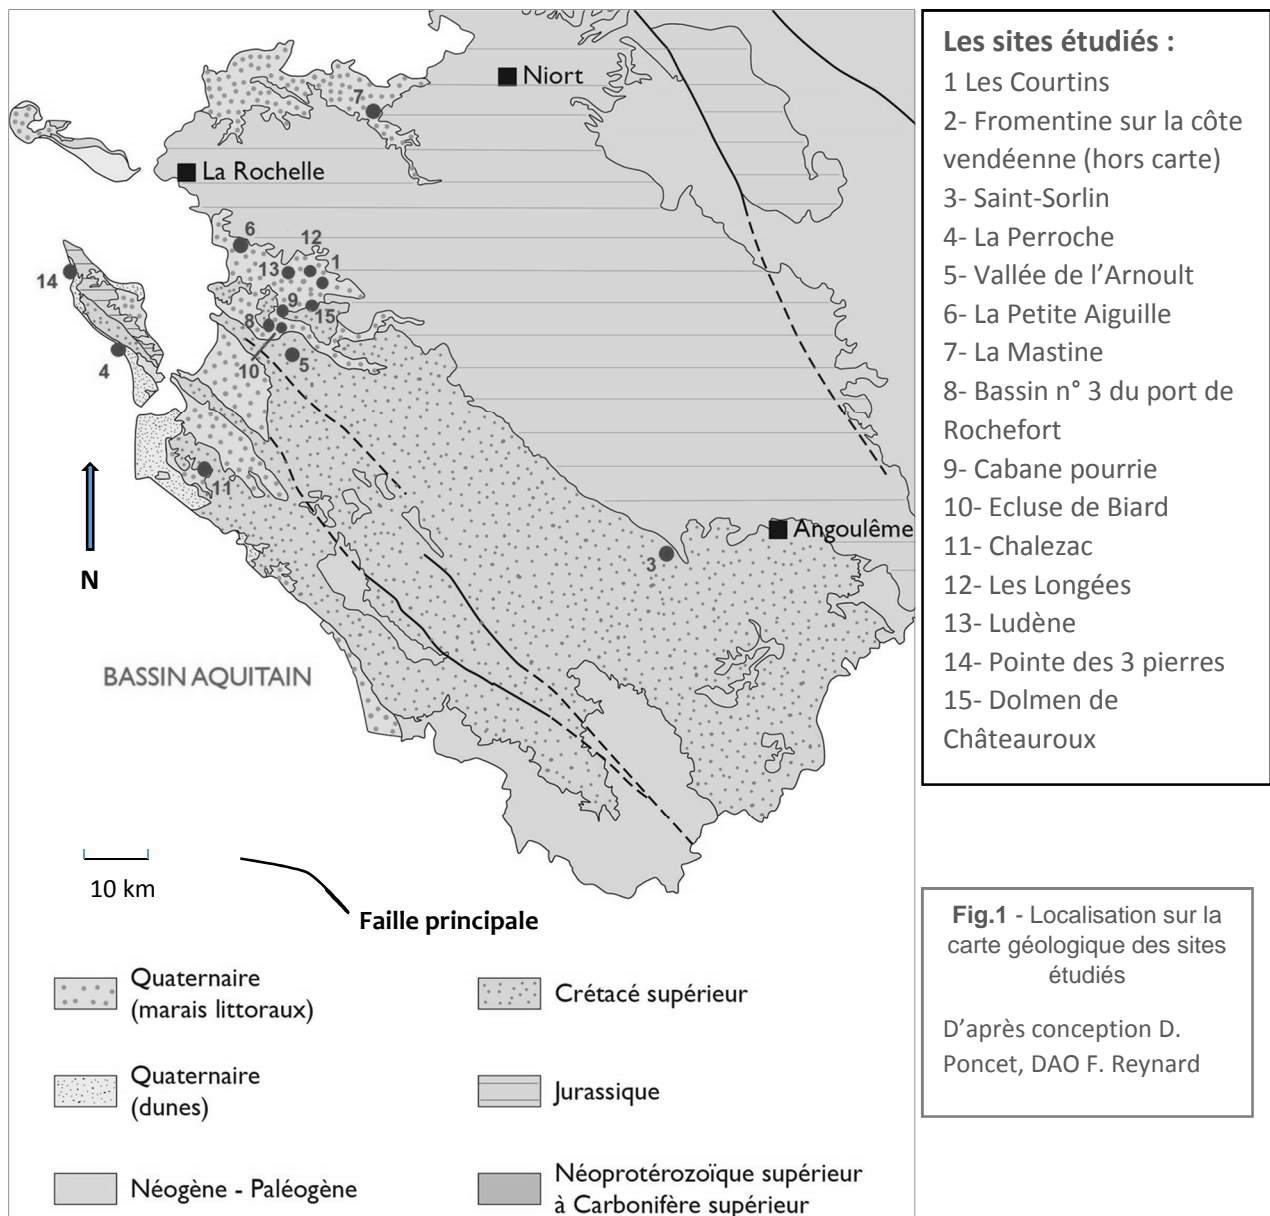 Niort
7
La Rochelle
6
12
13
1
14
9
15
8
10
5
4
11
Angoulême
3
N
BASSIN AQUITAIN
10 km
Faille principale
Quaternaire
(marais littoraux)
Crétacé supérieur
Quaternaire
(dunes)
Jurassique
Néogène - Paléogène
Néoprotérozoïque supérieur
à Carbonifère supérieur
Les sites étudiés :
1 Les Courtins
2- Fromentine sur la côte
vendéenne (hors carte)
3- Saint-Sorlin
4- La Perroche
5- Vallée de l’Arnoult
6- La Petite Aiguille
7- La Mastine
8- Bassin n° 3 du port de
Rochefort
9- Cabane pourrie
10- Ecluse de Biard
11- Chalezac
12- Les Longées
13- Ludène
14- Pointe des 3 pierres
15- Dolmen de
Châteauroux
Fig.1 - Localisation sur la
carte géologique des sites
étudiés
D’après conception D.
Poncet, DAO F. Reynard